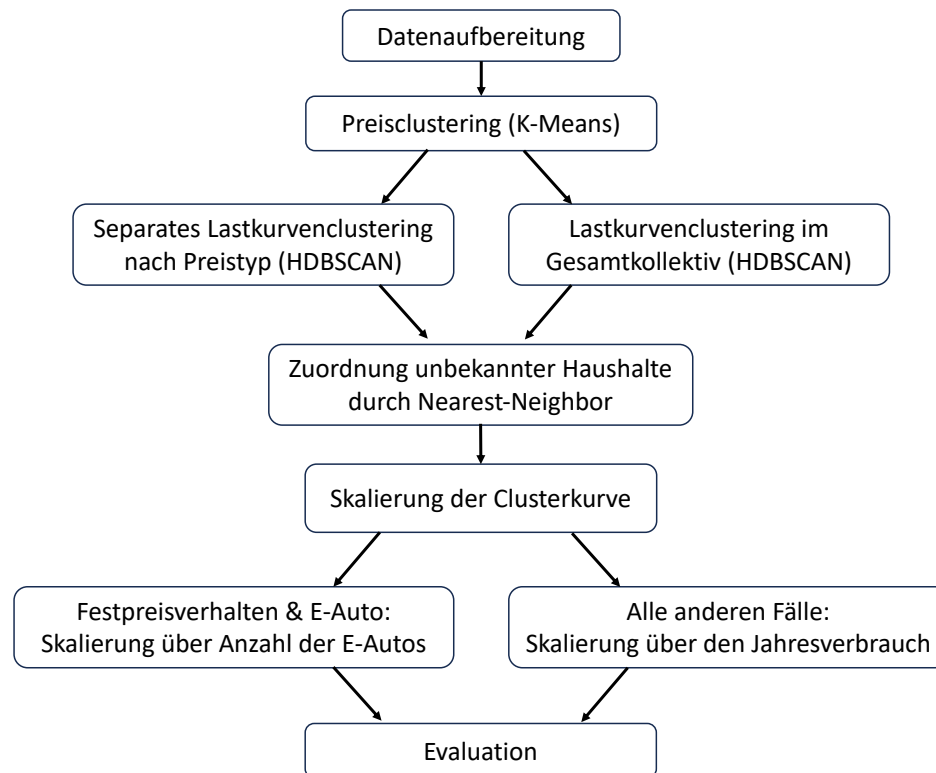 Datenaufbereitung
Preisclustering (K-Means)
Separates Lastkurvenclustering
nach Preistyp (HDBSCAN)
Lastkurvenclustering im
Gesamtkollektiv (HDBSCAN)
Zuordnung unbekannter Haushalte
durch Nearest-Neighbor
Skalierung der Clusterkurve
Festpreisverhalten & E-Auto:
Skalierung über Anzahl der E-Autos
Alle anderen Fälle:
Skalierung über den Jahresverbrauch
Evaluation